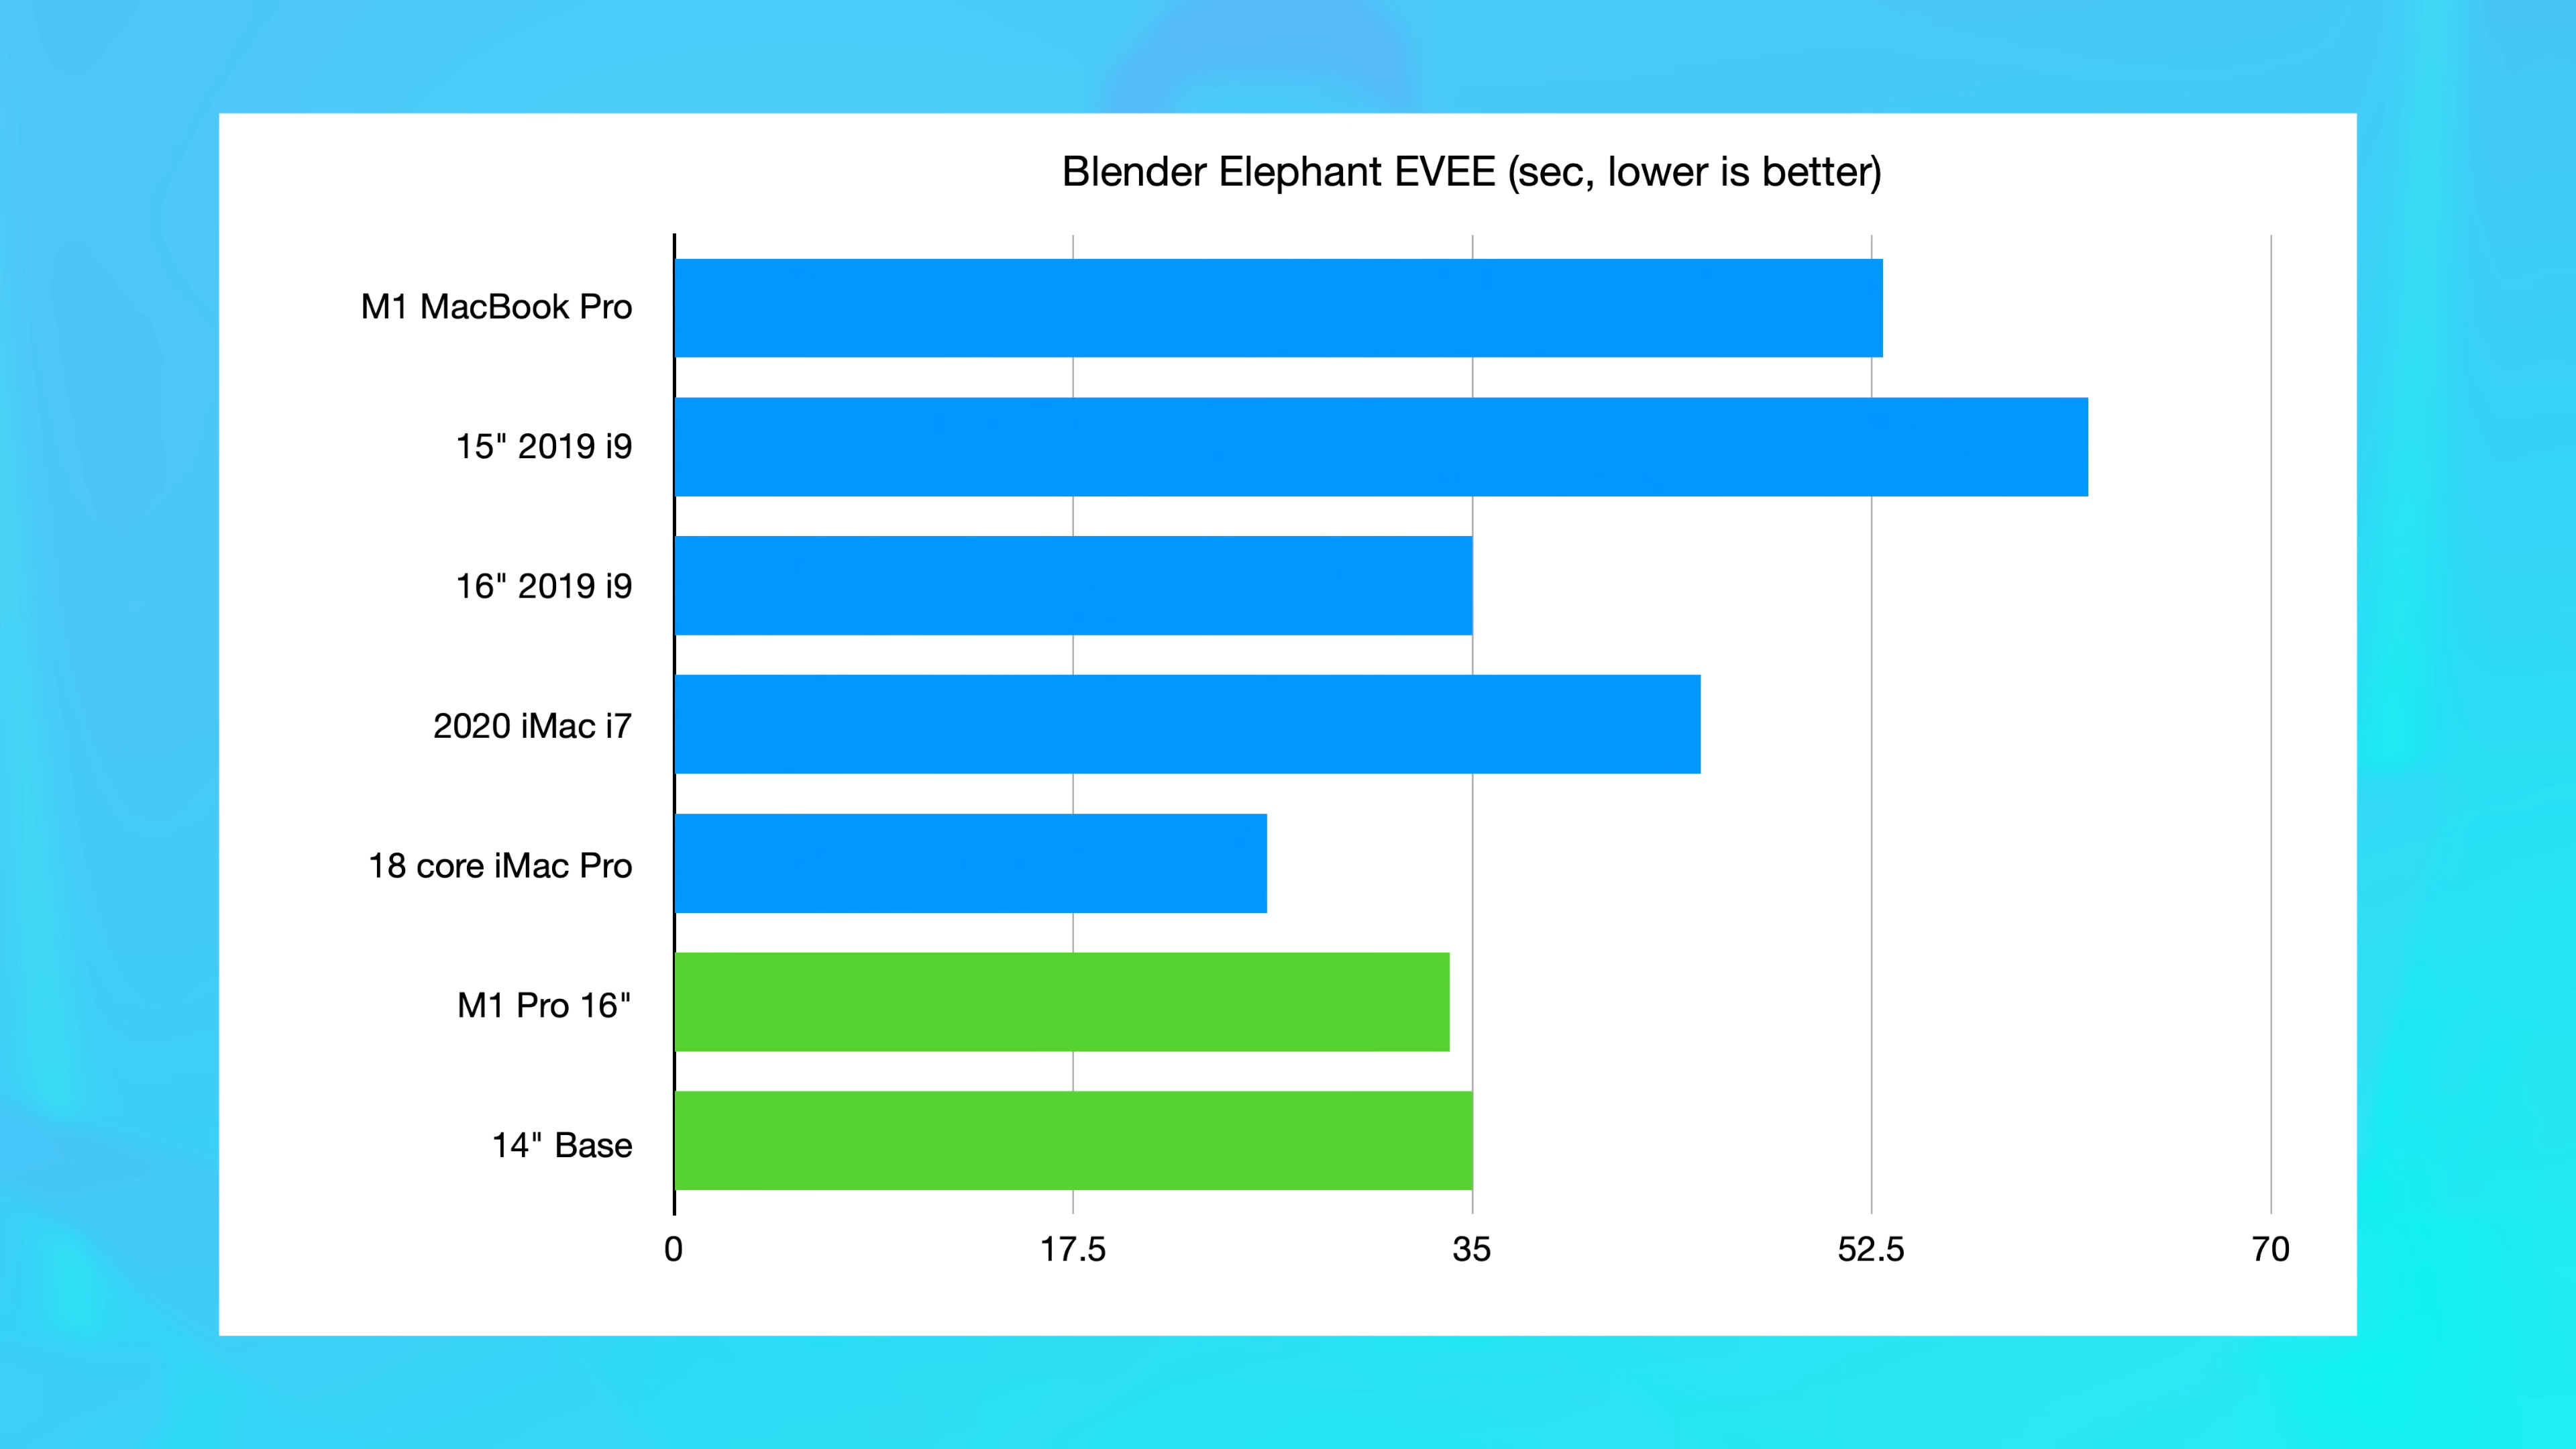 Blender Elephant EVEE (sec, lower is better)
M1 MacBook Pro
15" 2019 i9
16" 2019 i9
2020 iMac i7
18 core iMac Pro
M1 Pro 16"
14" Base
0 17.5 35 52.5 70